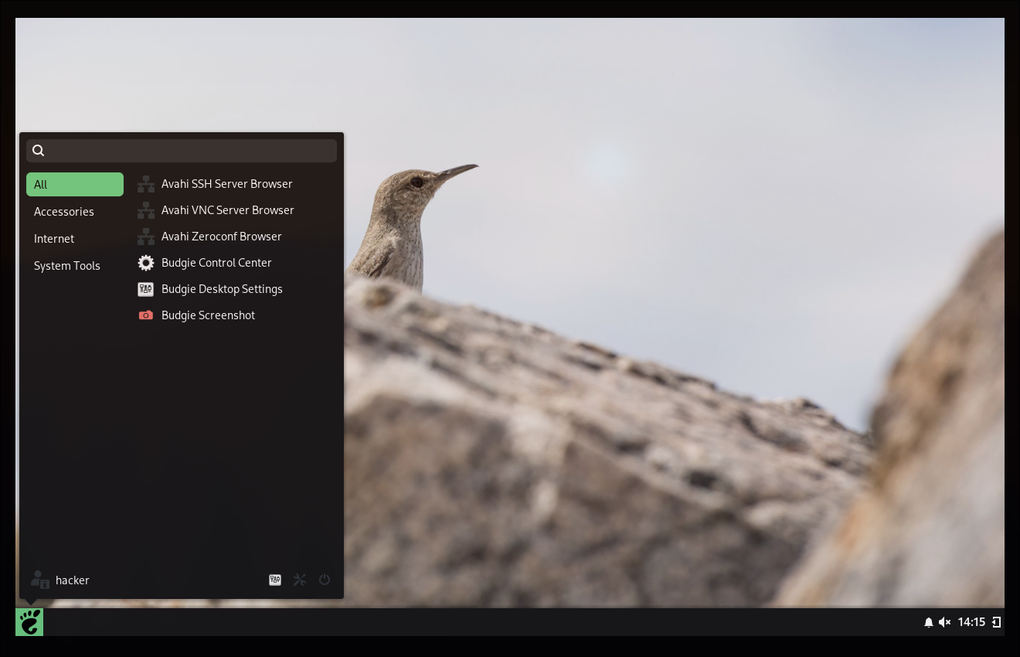 All
Accessories
Internet
System Tools
Avahi SSH Server Browser
Avahi VNC Server Browser
Avahi Zeroconf Browser
Budgie Control Center
Budgie Desktop Settings
Budgie Screenshot
hacker
14:15